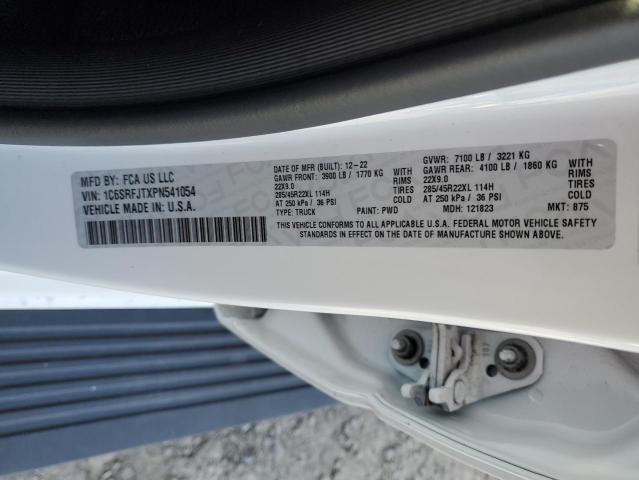 MFD BY: FCA US LLC
VIN: 1C6SRFJTXPN541054
VEHICLE MADE IN: U.S.A.
DATE OF MFR (BUILT): 12-22
GAWR FRONT: 3900 LB / 1770 KG WITH
22X9.0 RIMS
285/45R22XL 114H TIRES
AT 250 kPa / 36 PSI COLD
TYPE: TRUCK PAINT: PWD
GVWR: 7100 LB / 3221 KG
GAWR REAR: 4100 LB / 1860 KG WITH
22X9.0 RIMS
285/45R22XL 114H TIRES
AT 250 kPa / 36 PSI COLD
MDH: 121823 MKT: 875
THIS VEHICLE CONFORMS TO ALL APPLICABLE U.S.A. FEDERAL MOTOR VEHICLE SAFETY
STANDARDS IN EFFECT ON THE DATE OF MANUFACTURE SHOWN ABOVE.